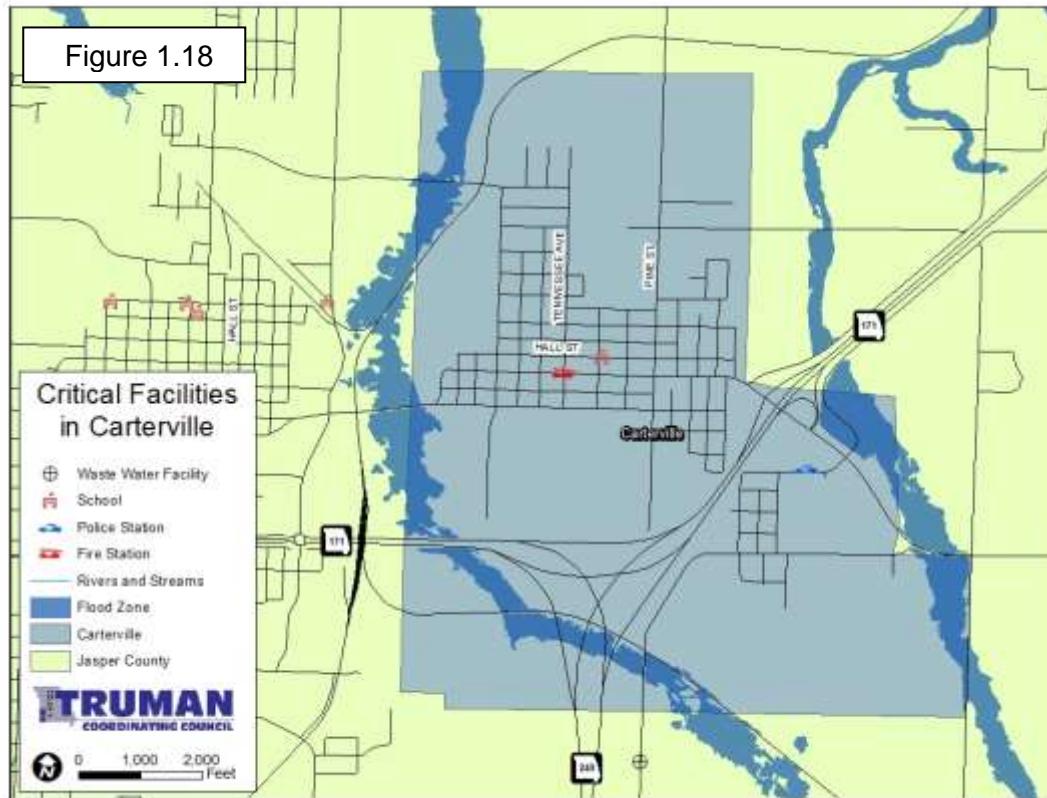 Figure 1.18
TENNESSEE AVE
PINE ST
HALL ST
HALL ST
171
Carterville
171
249
Critical Facilities
in Carterville
Waste Water Facility
School
Police Station
Fire Station
Rivers and Streams
Flood Zone
Carterville
Jasper County
TRUMAN
COORDINATING COUNCIL
N
0 1,000 2,000
Feet